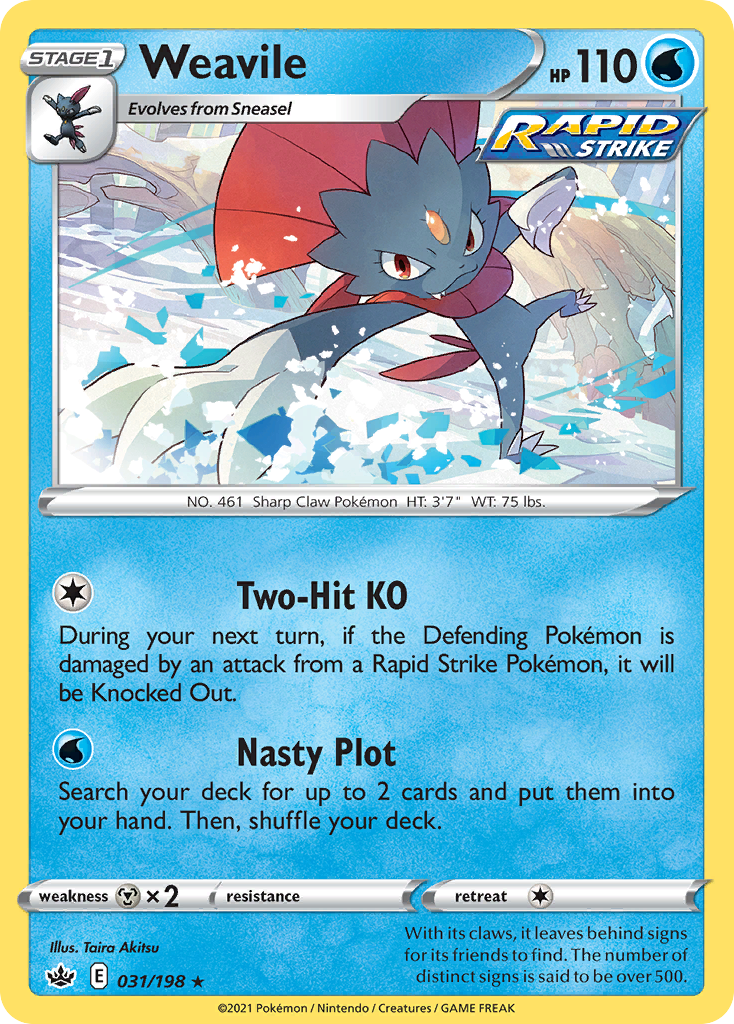 STAGE1 Weavile HP 110
Evolves from Sneasel
RAPID
STRIKE
NO. 461 Sharp Claw Pokémon HT: 3'7" WT: 75 lbs.
Two-Hit KO
During your next turn, if the Defending Pokémon is
damaged by an attack from a Rapid Strike Pokémon, it will
be Knocked Out.
Nasty Plot
Search your deck for up to 2 cards and put them into
your hand. Then, shuffle your deck.
weakness ×2 resistance retreat
Illus. Taira Akitsu
E 031/198 ★
With its claws, it leaves behind signs
for its friends to find. The number of
distinct signs is said to be over 500.
©2021 Pokémon / Nintendo / Creatures / GAME FREAK